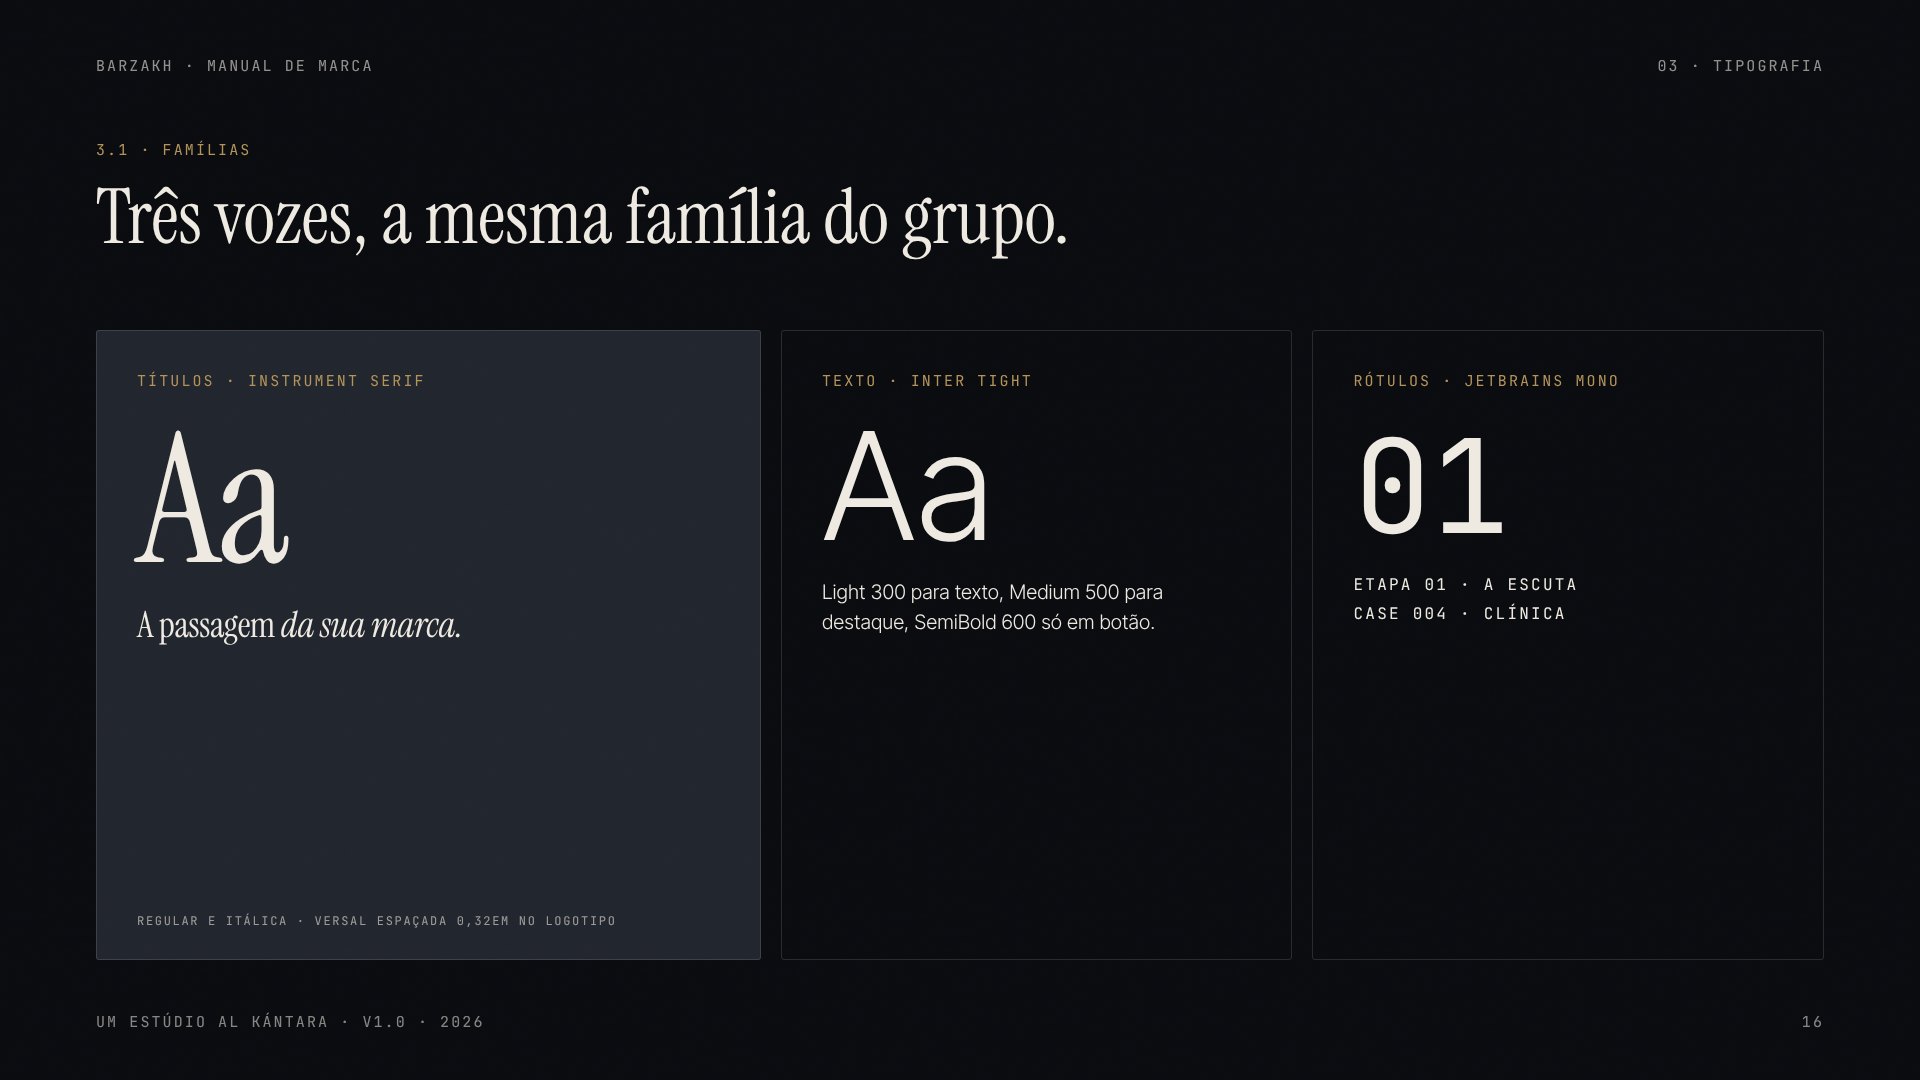 BARZAKH · MANUAL DE MARCA
03 · TIPOGRAFIA
3.1 · FAMÍLIAS
Três vozes, a mesma família do grupo.
TÍTULOS · INSTRUMENT SERIF
Aa
A passagem da sua marca.
REGULAR E ITÁLICA · VERSAL ESPAÇADA 0,32EM NO LOGOTIPO
TEXTO · INTER TIGHT
Aa
Light 300 para texto, Medium 500 para
destaque, SemiBold 600 só em botão.
RÓTULOS · JETBRAINS MONO
01
ETAPA 01 · A ESCUTA
CASE 004 · CLÍNICA
UM ESTÚDIO AL KÁNTARA · V1.0 · 2026
16